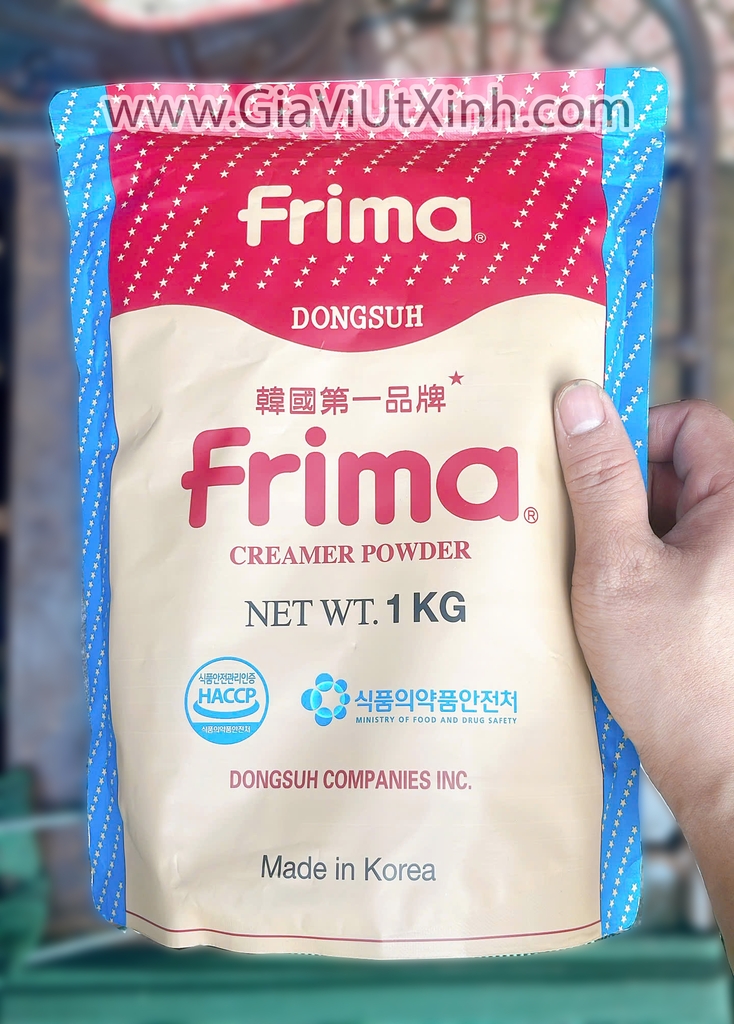 www.GiaViUtXinh.com
Frima®
DONGSUH
韓國第一品牌★
Frima®
CREAMER POWDER
NET WT. 1 KG
식품안전관리인증
HACCP
식품의약품안전처
식품의약품안전처
MINISTRY OF FOOD AND DRUG SAFETY
DONGSUH COMPANIES INC.
Made in Korea